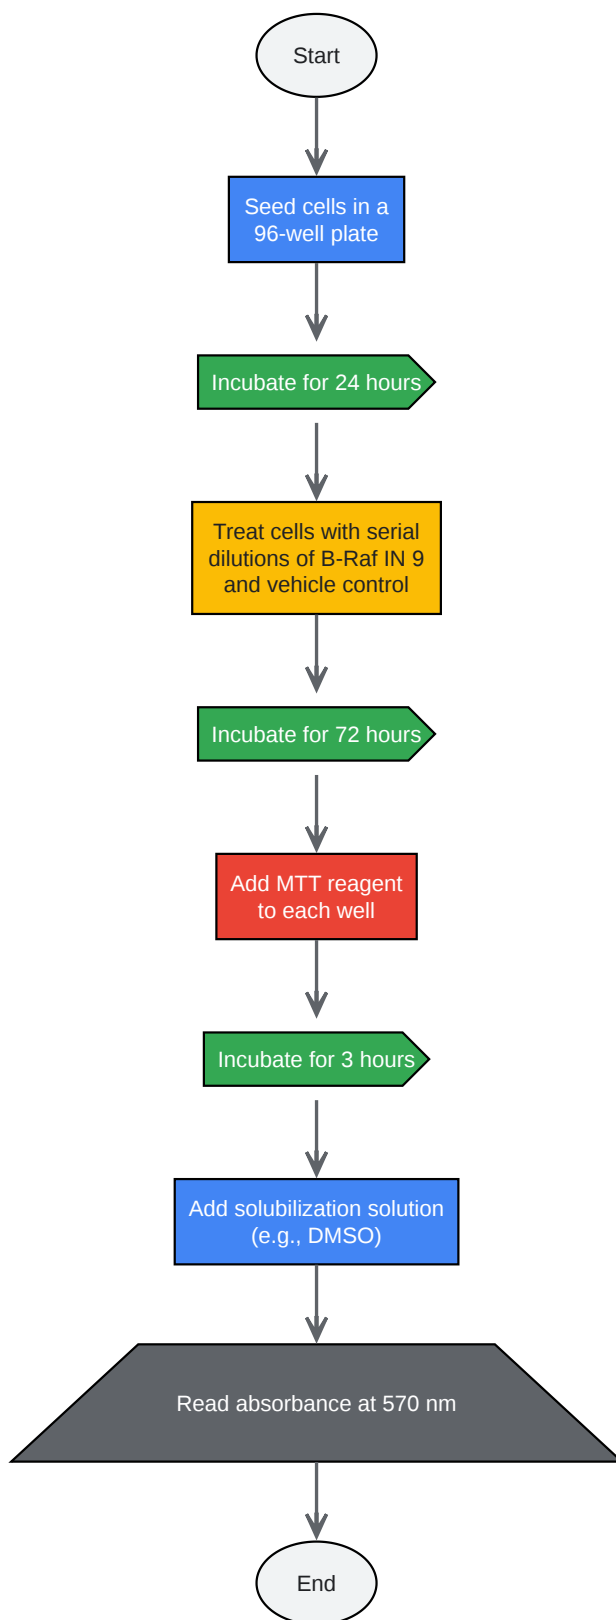 Start
Seed cells in a
96-well plate
Incubate for 24 hours
Treat cells with serial
dilutions of B-Raf IN 9
and vehicle control
Incubate for 72 hours
Add MTT reagent
to each well
Incubate for 3 hours
Add solubilization solution
(e.g., DMSO)
Read absorbance at 570 nm
End